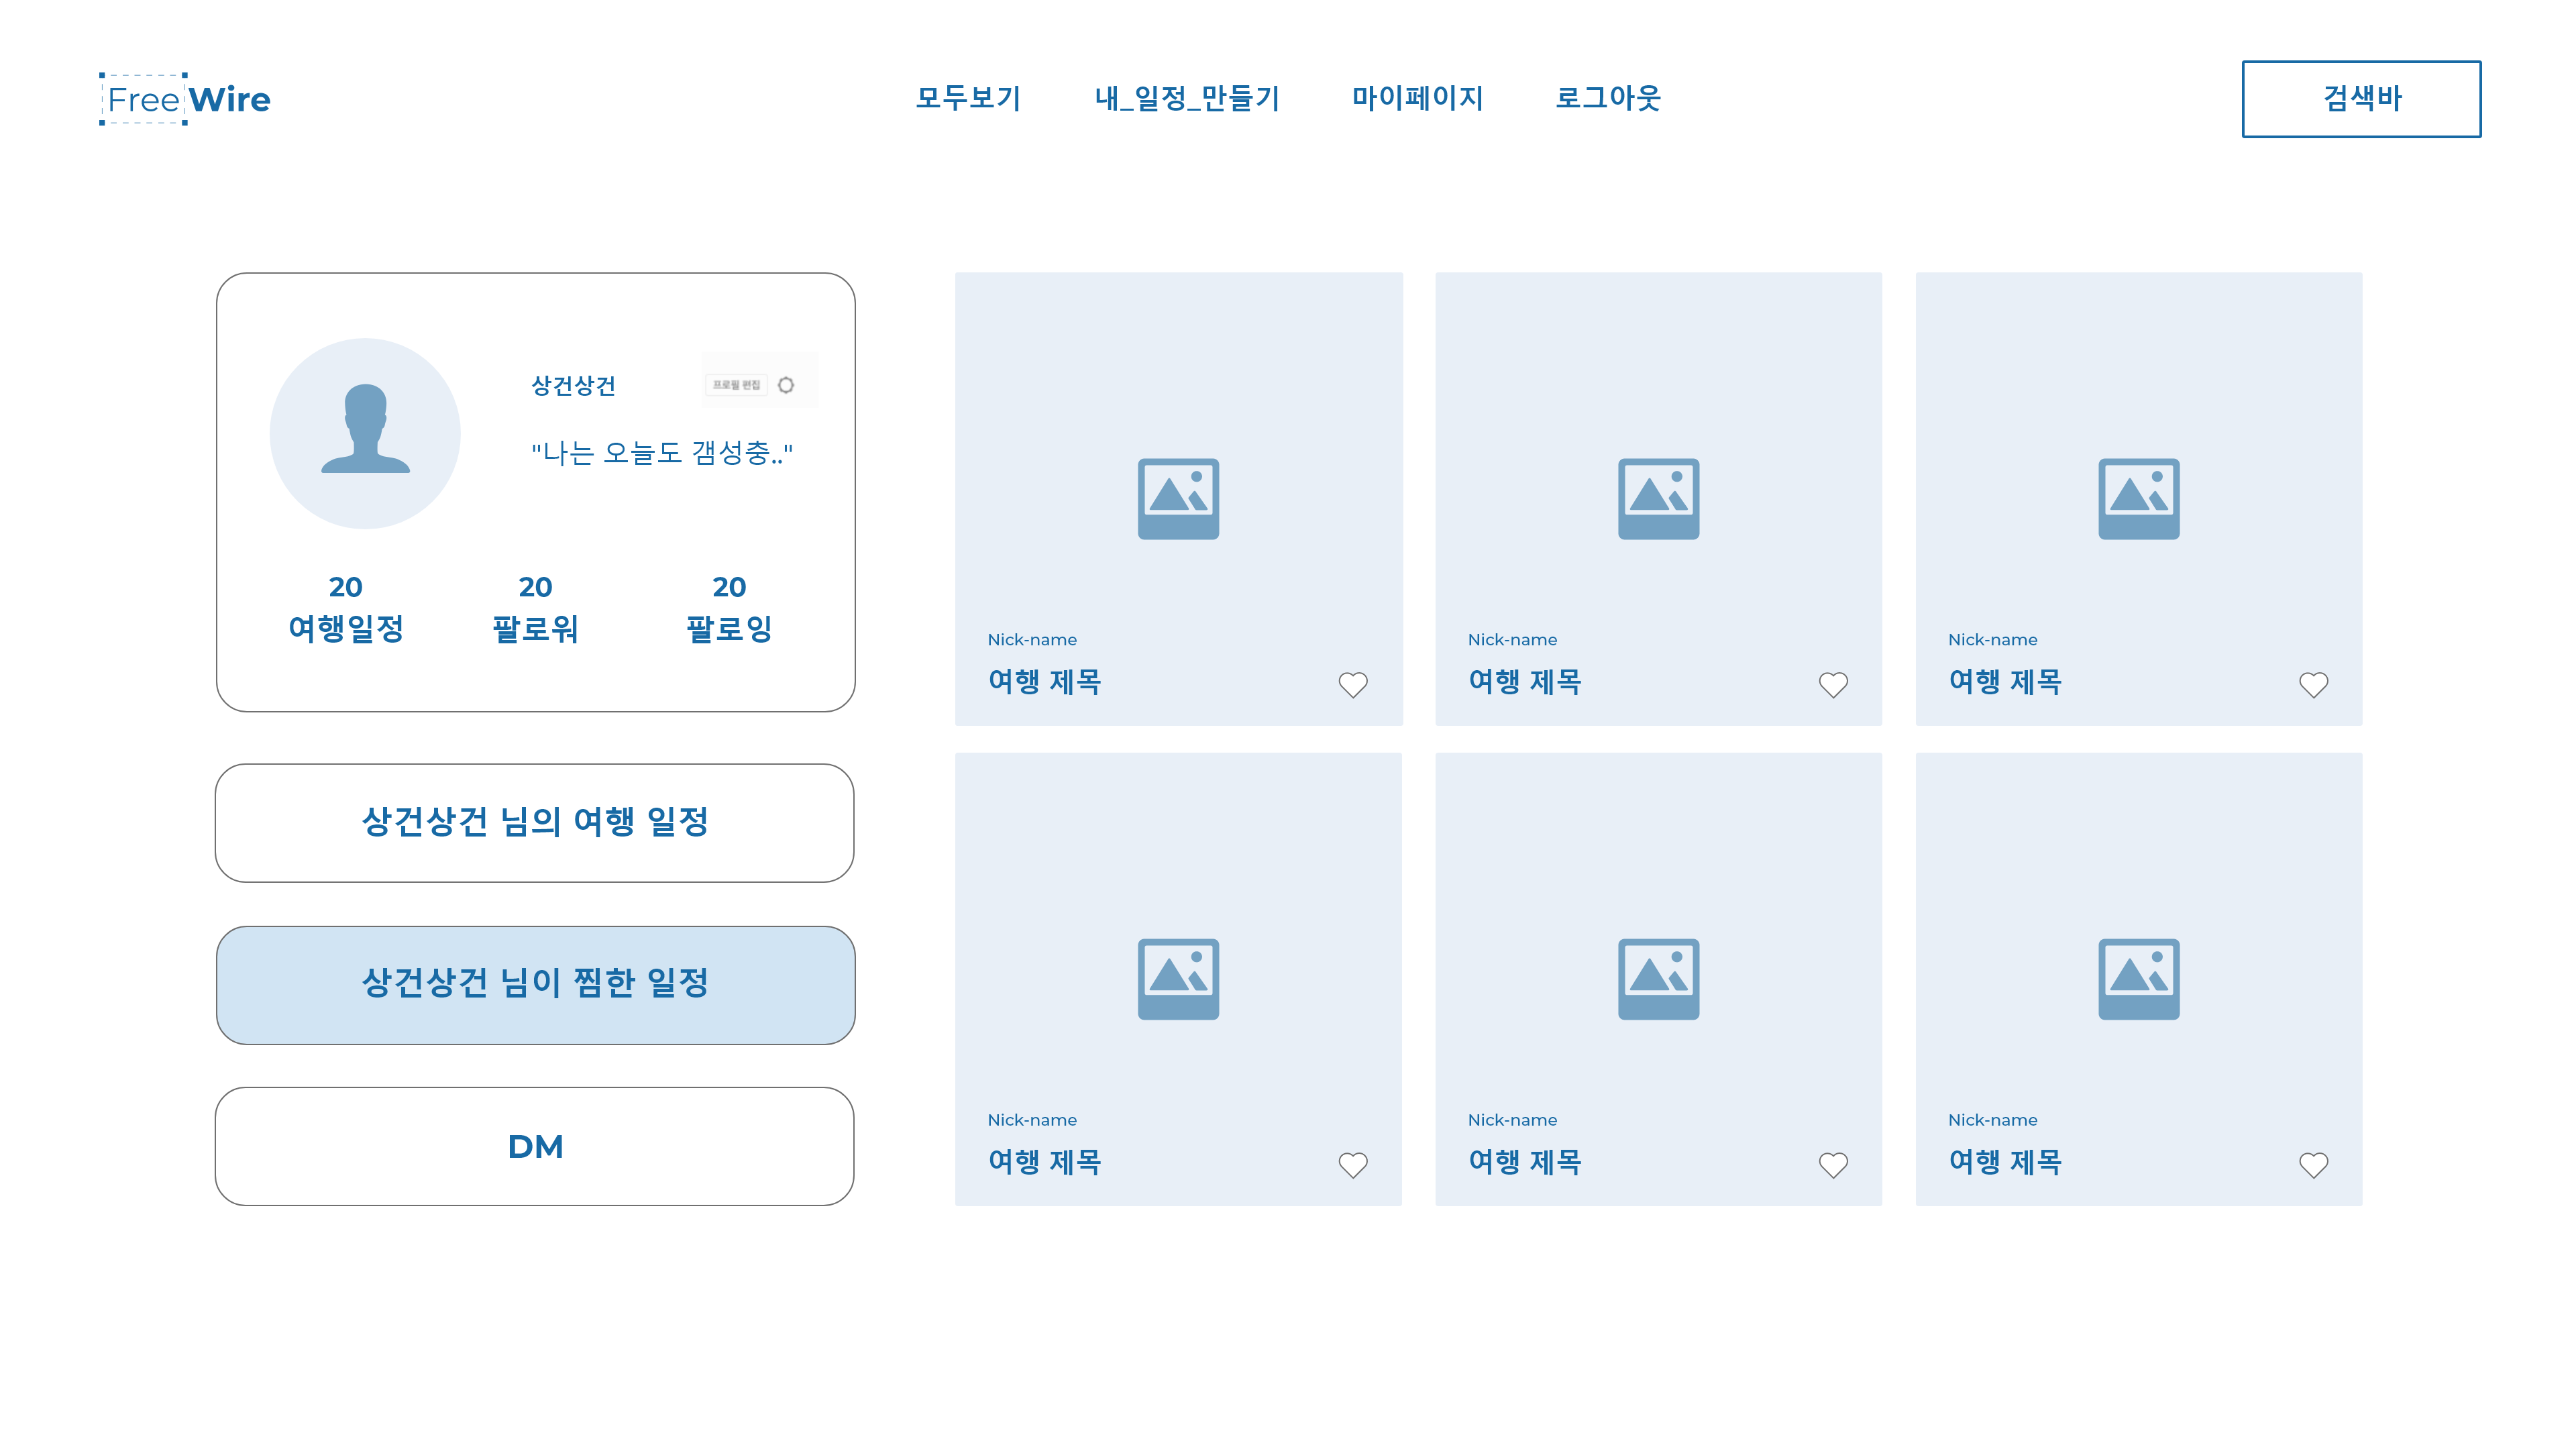 FreeWire
모두보기
내_일정_만들기
마이페이지
로그아웃
검색바
상건상건
프로필 편집
"나는 오늘도 갬성충.."
20
여행일정
20
팔로워
20
팔로잉
상건상건 님의 여행 일정
상건상건 님이 찜한 일정
DM
Nick-name
여행 제목
Nick-name
여행 제목
Nick-name
여행 제목
Nick-name
여행 제목
Nick-name
여행 제목
Nick-name
여행 제목